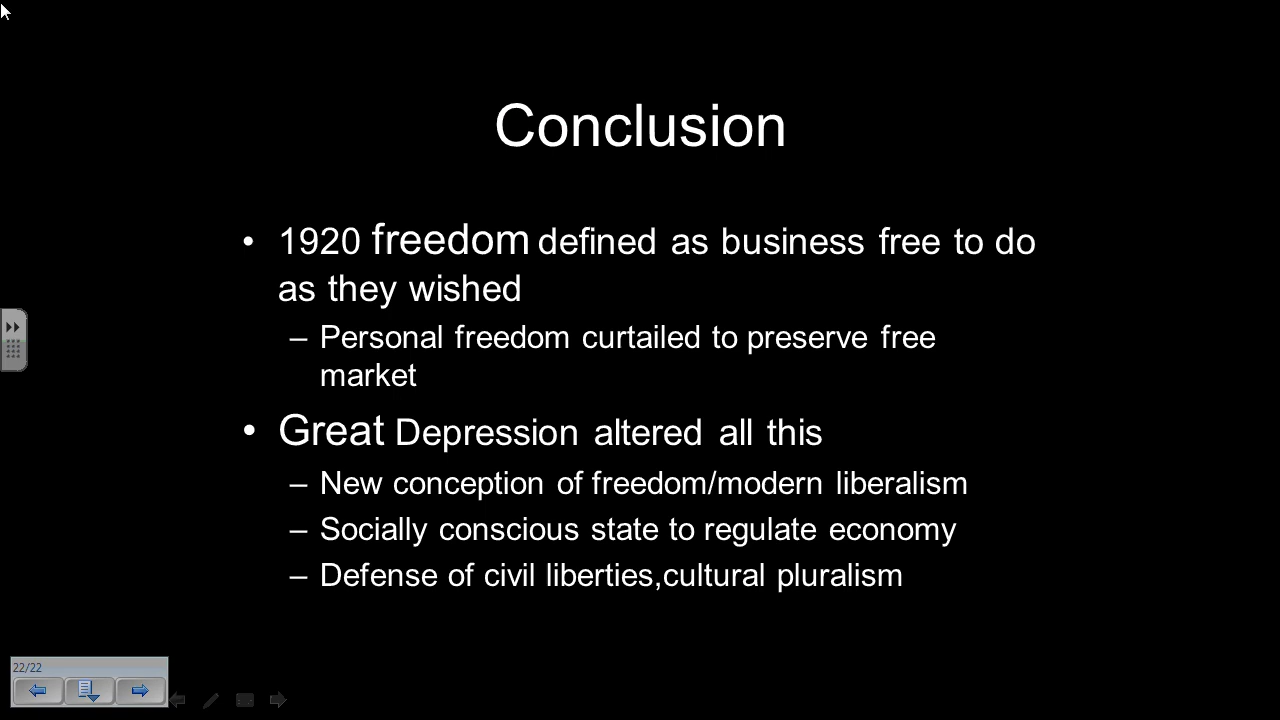 Conclusion
• 1920 freedom defined as business free to do
as they wished
– Personal freedom curtailed to preserve free
market
• Great Depression altered all this
– New conception of freedom/modern liberalism
– Socially conscious state to regulate economy
– Defense of civil liberties,cultural pluralism
22/22